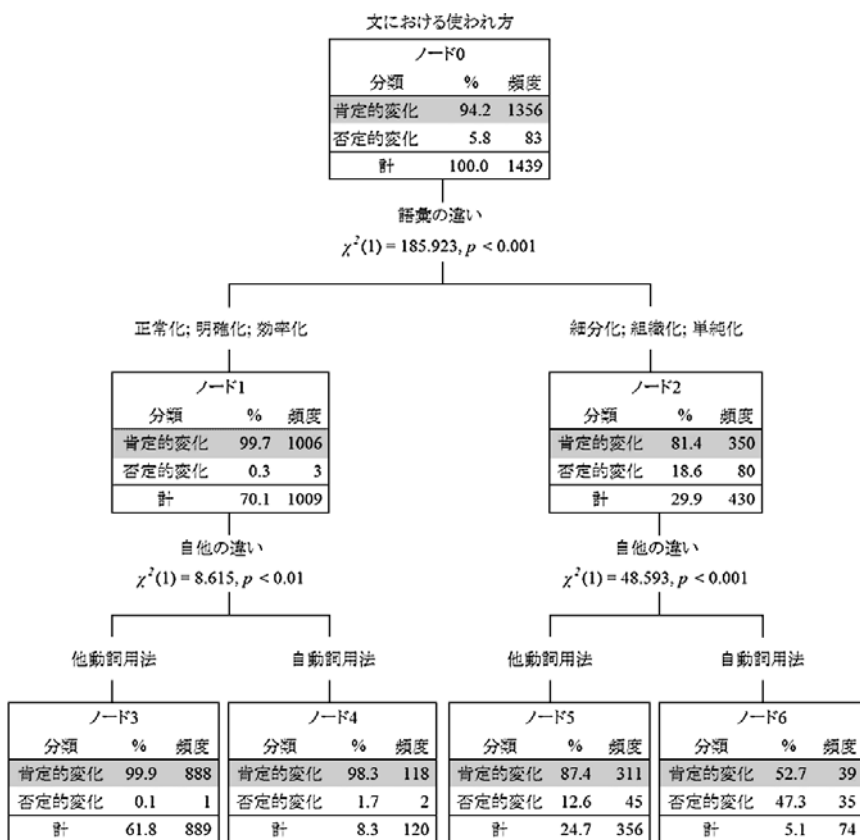 文における使われ方
ノード0
分類 % 頻度
肯定的変化 94.2 1356
否定的変化 5.8 83
計 100.0 1439
語彙の違い
χ²(1) = 185.923, p < 0.001
正常化; 明確化; 効率化
細分化; 組織化; 単純化
ノード1
分類 % 頻度
肯定的変化 99.7 1006
否定的変化 0.3 3
計 70.1 1009
ノード2
分類 % 頻度
肯定的変化 81.4 350
否定的変化 18.6 80
計 29.9 430
自他の違い
χ²(1) = 8.615, p < 0.01
自他の違い
χ²(1) = 48.593, p < 0.001
他動詞用法
自動詞用法
他動詞用法
自動詞用法
ノード3
分類 % 頻度
肯定的変化 99.9 888
否定的変化 0.1 1
計 61.8 889
ノード4
分類 % 頻度
肯定的変化 98.3 118
否定的変化 1.7 2
計 8.3 120
ノード5
分類 % 頻度
肯定的変化 87.4 311
否定的変化 12.6 45
計 24.7 356
ノード6
分類 % 頻度
肯定的変化 52.7 39
否定的変化 47.3 35
計 5.1 74